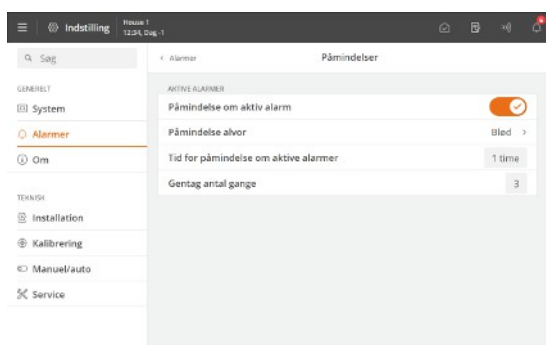 Indstilling
House 1
12:34, Dag -1
Søg
GENERELT
System
Alarmer
Om
TEKNISK
Installation
Kalibrering
Manuel/auto
Service
< Alarmer
Påmindelser
AKTIVE ALARMER
Påmindelse om aktiv alarm
Påmindelse alvor
Blød >
Tid for påmindelse om aktive alarmer
1 time
Gentag antal gange
3